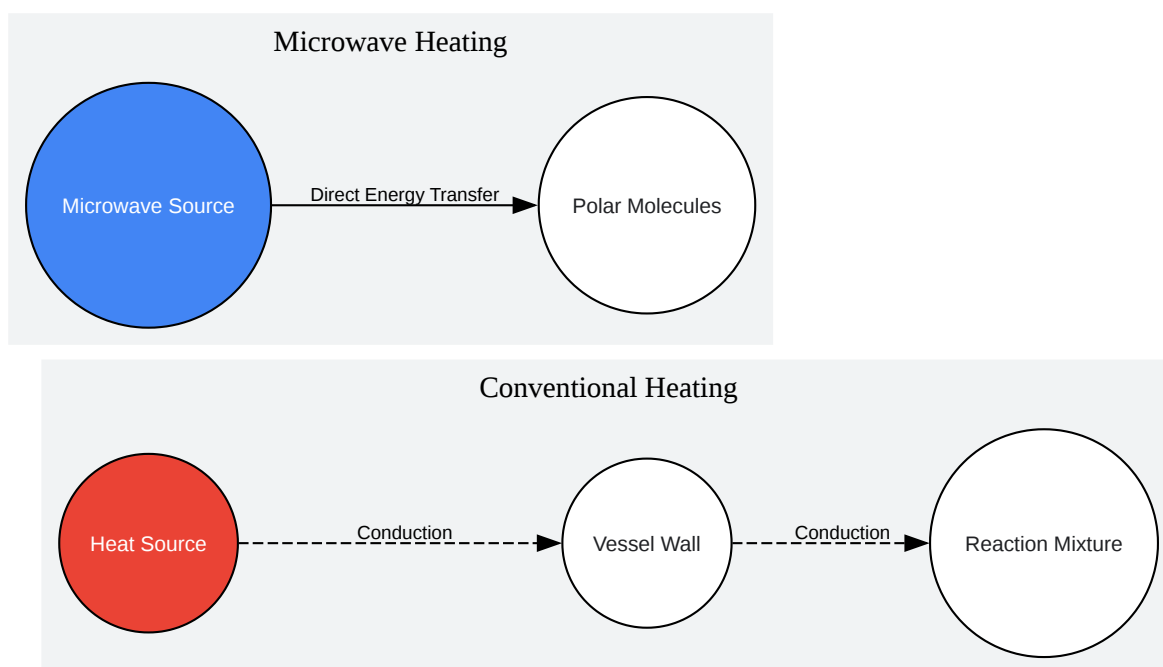 Microwave Heating
Microwave Source
Direct Energy Transfer
Polar Molecules
Conventional Heating
Heat Source
Conduction
Vessel Wall
Conduction
Reaction Mixture